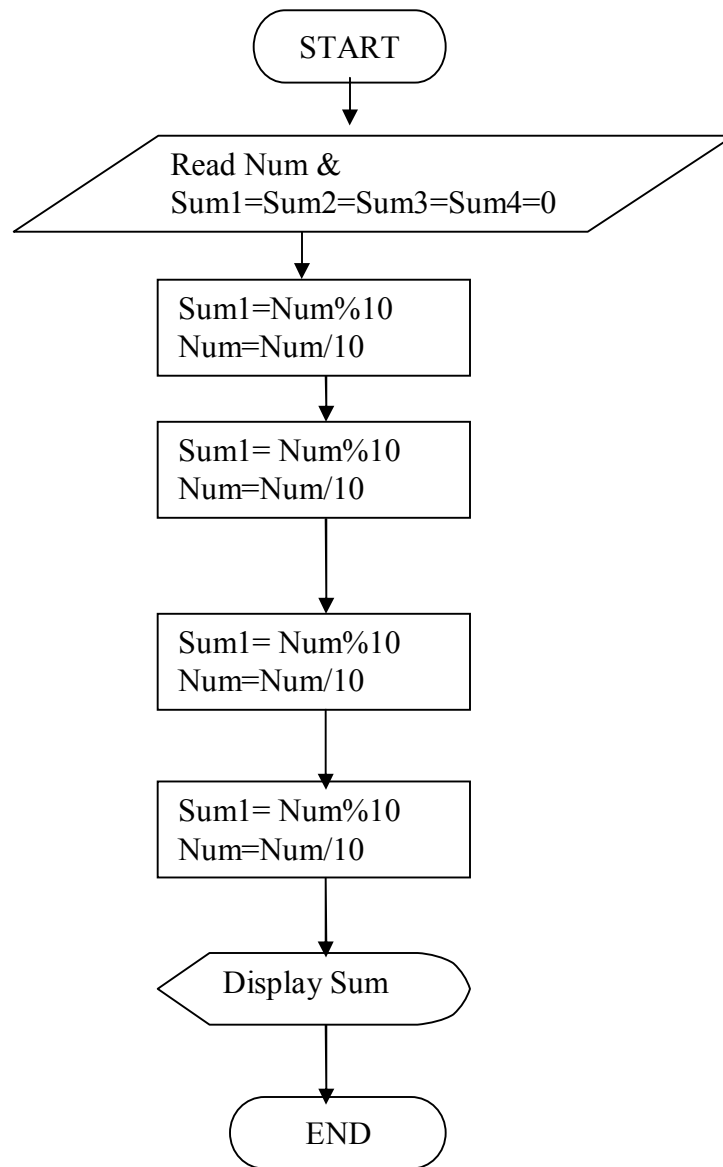 START
Read Num &
Sum1=Sum2=Sum3=Sum4=0
Sum1=Num%10
Num=Num/10
Sum1= Num%10
Num=Num/10
Sum1= Num%10
Num=Num/10
Sum1= Num%10
Num=Num/10
Display Sum
END